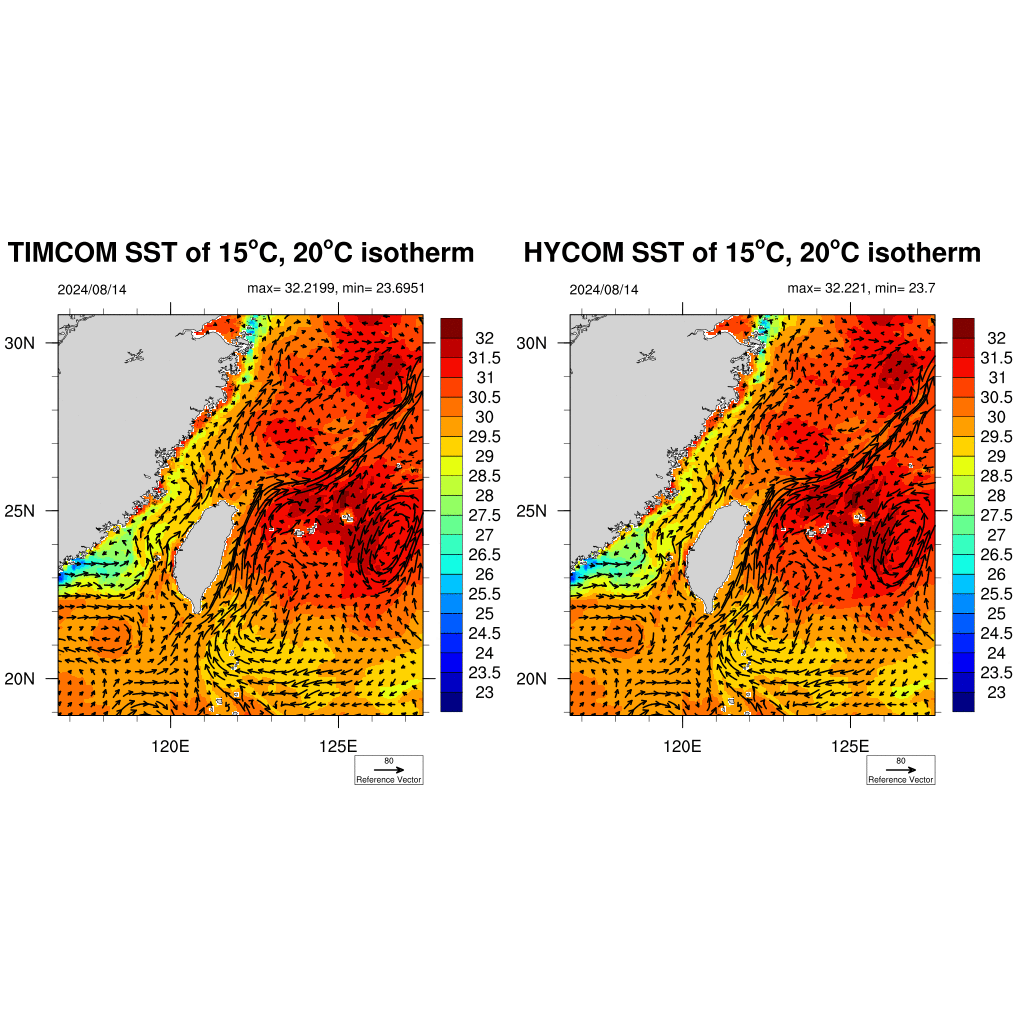 TIMCOM SST of 15°C, 20°C isotherm
2024/08/14
max= 32.2199, min= 23.6951
30N
25N
20N
120E
125E
32
31.5
31
30.5
30
29.5
29
28.5
28
27.5
27
26.5
26
25.5
25
24.5
24
23.5
23
80
Reference Vector
HYCOM SST of 15°C, 20°C isotherm
2024/08/14
max= 32.221, min= 23.7
30N
25N
20N
120E
125E
32
31.5
31
30.5
30
29.5
29
28.5
28
27.5
27
26.5
26
25.5
25
24.5
24
23.5
23
80
Reference Vector